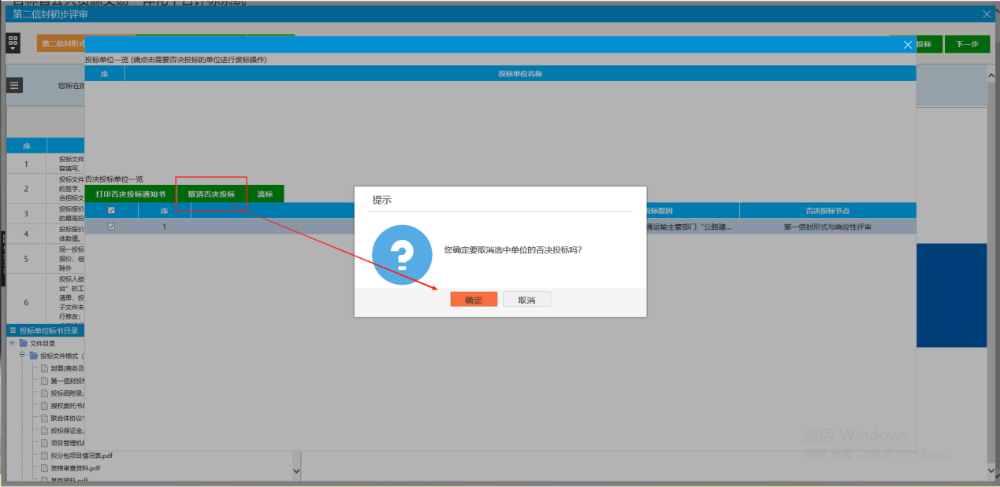 第二信封初步评审
第二信封形式
投标
下一步
投标单位一览 (请点击需要否决投标的单位进行废标操作)
序
投标单位名称
您所在的
序
1
投标文件
容填写、
2
投标文件
的签字、
合招标文
3
投标报价
的最高投
4
投标报价
体数值。
5
同一投标
报价，但
除外
6
投标人按
台”的工
清单，投
子文件未
行修改;
否决投标单位一览
打印否决投标通知书
取消否决投标
流标
序
投标原因
否决投标节点
1
通运输主管部门“公路建...
第一信封形式与响应性评审
提示
您确定要取消选中单位的否决投标吗?
确定
取消
投标单位标书目录
文件目录
投标文件格式（
封面(商务及
第一信封投标
投标函附录.
授权委托书
联合体协议
投标保证金.
项目管理机
拟分包项目情况表.pdf
资格审查资料.pdf
其他资料.pdf
激活 Windows
转到"设置"以激活 Windows。